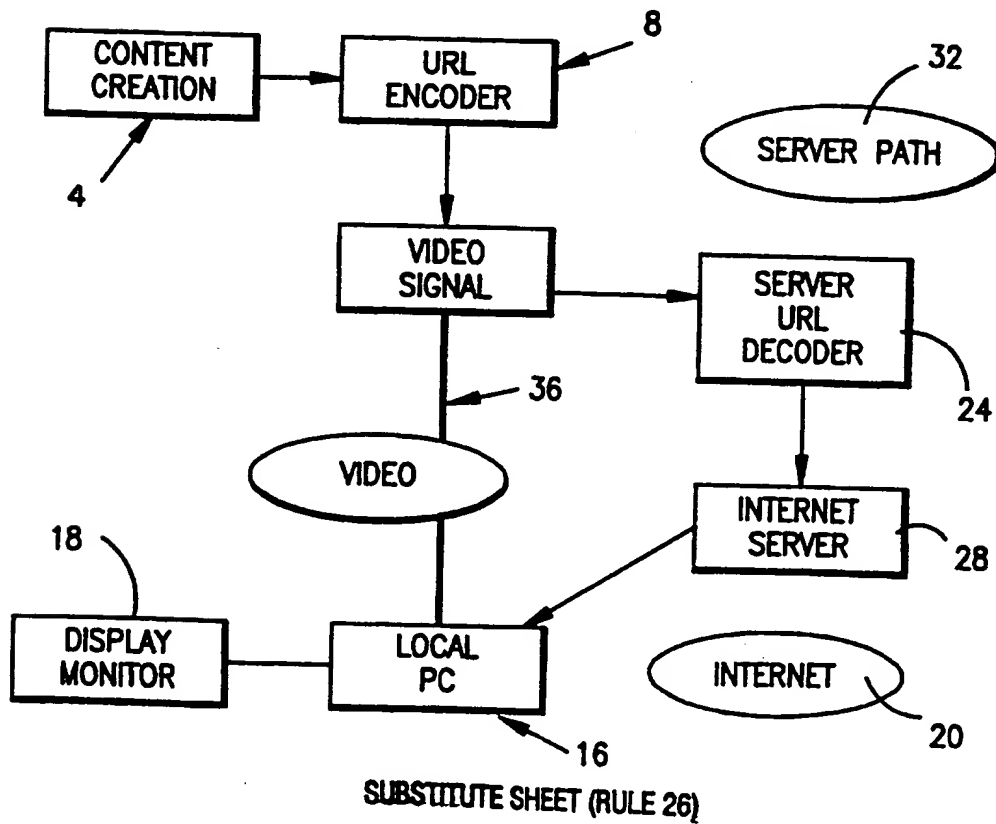 CONTENT
CREATION
4
URL
ENCODER
8
32
SERVER PATH
VIDEO
SIGNAL
SERVER
URL
DECODER
24
36
VIDEO
INTERNET
SERVER
28
18
DISPLAY
MONITOR
LOCAL
PC
16
INTERNET
20
SUBSTITUTE SHEET (RULE 26)